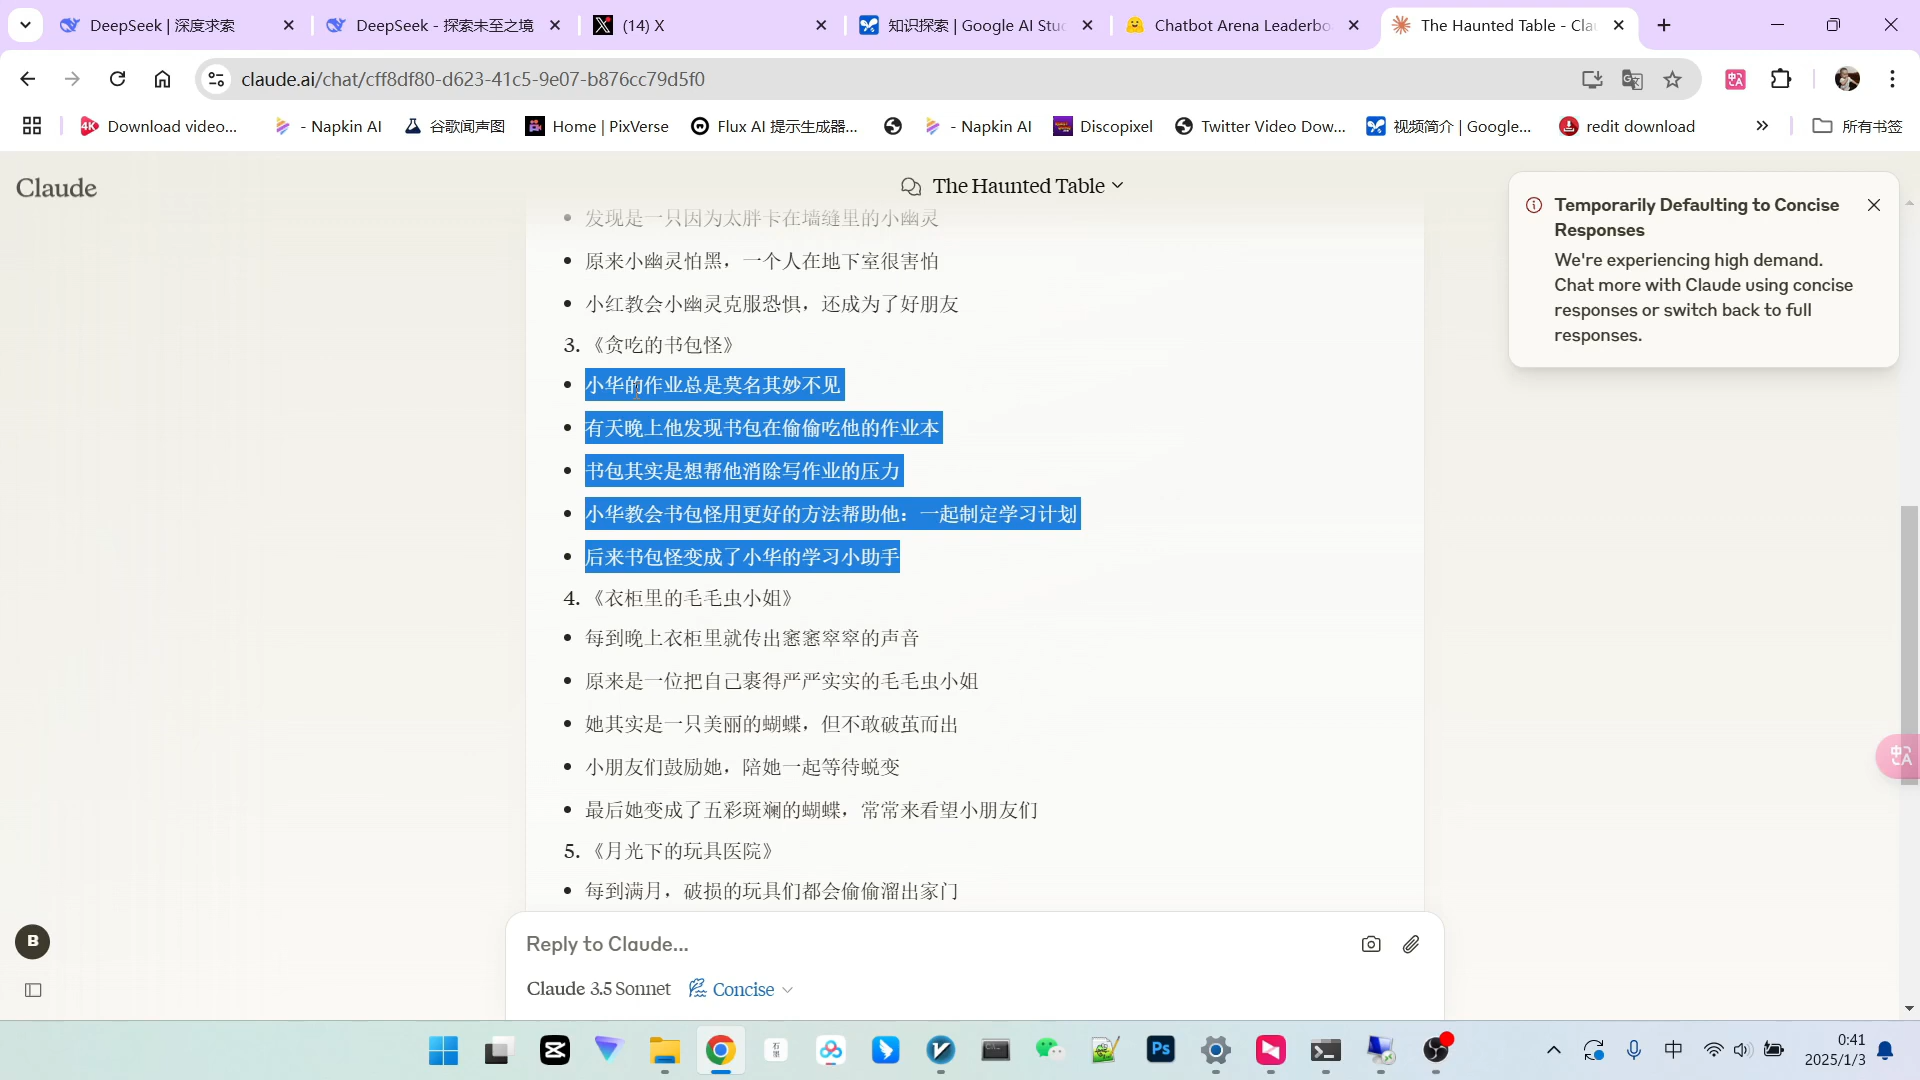 DeepSeek | 深度求索
DeepSeek - 探索未至之境
(14) X
知识探索 | Google AI Stu
Chatbot Arena Leaderbo
The Haunted Table - Cla
claude.ai/chat/cff8df80-d623-41c5-9e07-b876cc79d5f0
Download video...
- Napkin AI
谷歌闻声图
Home | PixVerse
Flux AI 提示生成器...
- Napkin AI
Discopixel
Twitter Video Dow...
视频简介 | Google...
redit download
所有书签
Claude
The Haunted Table
Temporarily Defaulting to Concise
Responses
We're experiencing high demand.
Chat more with Claude using concise
responses or switch back to full
responses.
• 发现是一只因为太胖卡在墙缝里的小幽灵
• 原来小幽灵怕黑，一个人在地下室很害怕
• 小红教会小幽灵克服恐惧，还成为了好朋友
3. 《贪吃的书包怪》
• 小华的作业总是莫名其妙不见
• 有天晚上他发现书包在偷偷吃他的作业本
• 书包其实是想帮他消除写作业的压力
• 小华教会书包怪用更好的方法帮助他：一起制定学习计划
• 后来书包怪变成了小华的学习小助手
4. 《衣柜里的毛毛虫小姐》
• 每到晚上衣柜里就传出窸窸窣窣的声音
• 原来是一位把自己裹得严严实实的毛毛虫小姐
• 她其实是一只美丽的蝴蝶，但不敢破茧而出
• 小朋友们鼓励她，陪她一起等待蜕变
• 最后她变成了五彩斑斓的蝴蝶，常常来看望小朋友们
5. 《月光下的玩具医院》
• 每到满月，破损的玩具们都会偷偷溜出家门
B
Reply to Claude...
Claude 3.5 Sonnet
Concise
Ps
中
0:41
2025/1/3